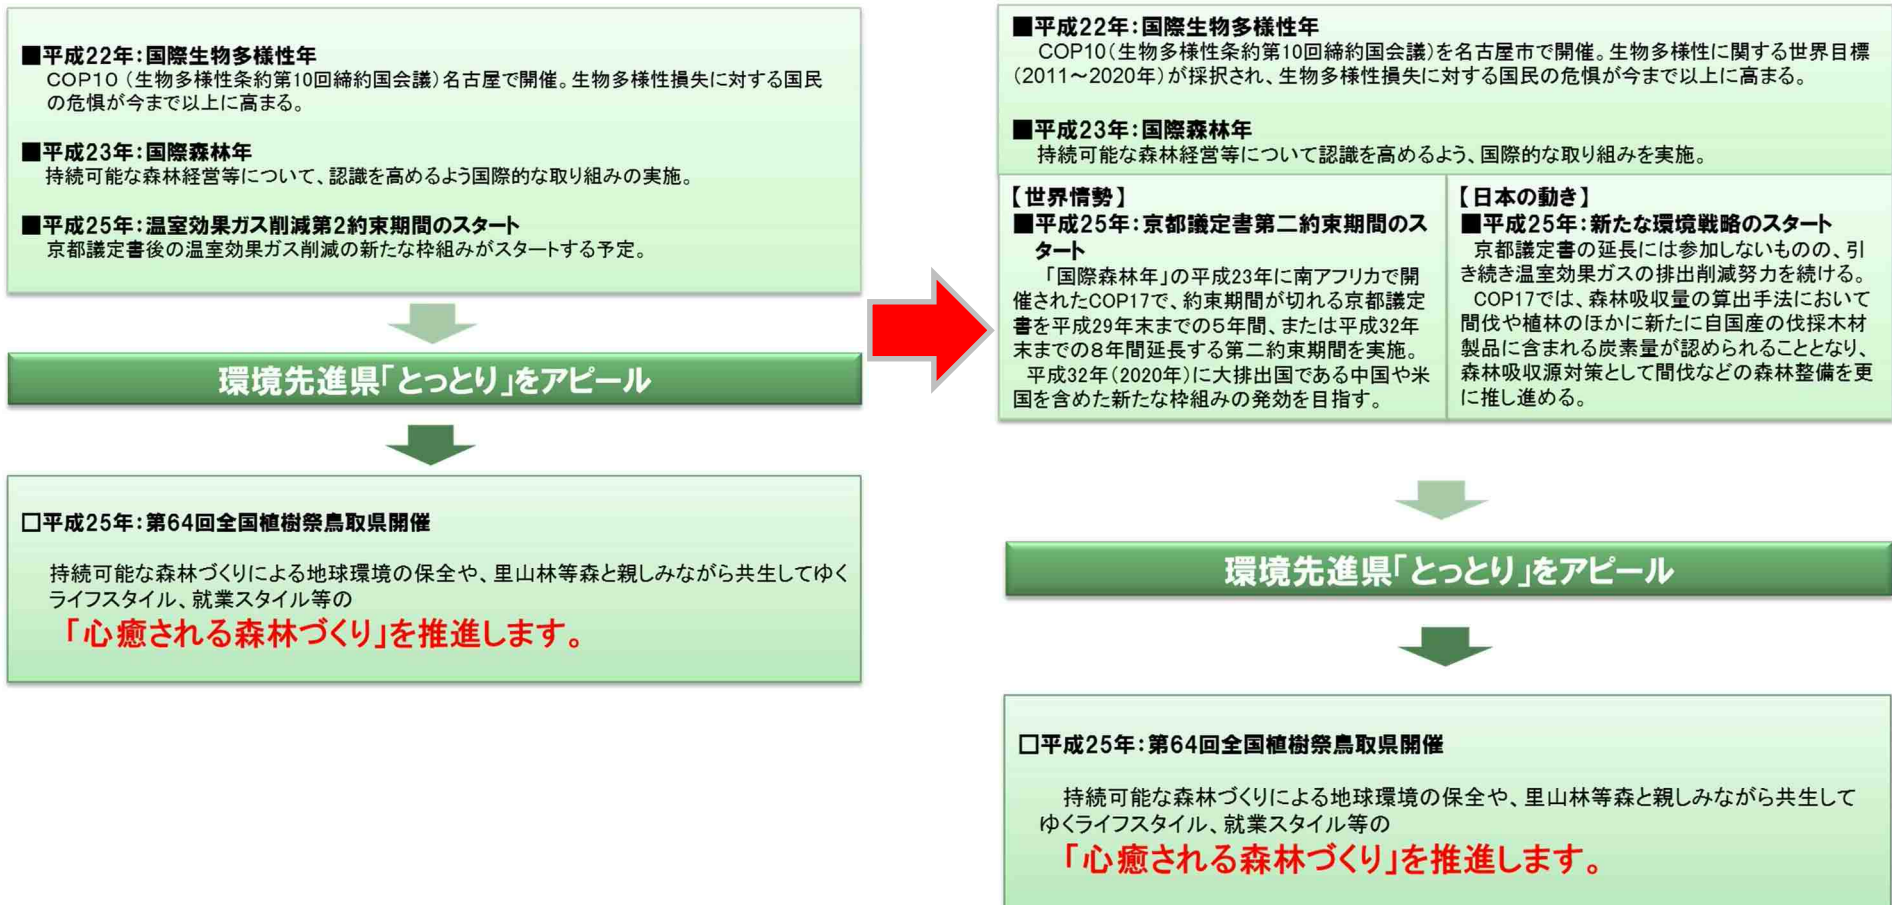 ■平成22年：国際生物多様性年
COP10（生物多様性条約第10回締約国会議）名古屋で開催。生物多様性損失に対する国民
の危惧が今まで以上に高まる。
■平成23年：国際森林年
持続可能な森林経営等について、認識を高めるよう国際的な取り組みの実施。
■平成25年：温室効果ガス削減第2約束期間のスタート
京都議定書後の温室効果ガス削減の新たな枠組みがスタートする予定。
環境先進県「とっとり」をアピール
□平成25年：第64回全国植樹祭鳥取県開催
持続可能な森林づくりによる地球環境の保全や、里山林等森と親しみながら共生してゆく
ライフスタイル、就業スタイル等の
「心癒される森林づくり」を推進します。
■平成22年：国際生物多様性年
COP10（生物多様性条約第10回締約国会議）を名古屋市で開催。生物多様性に関する世界目標
（2011～2020年）が採択され、生物多様性損失に対する国民の危惧が今まで以上に高まる。
■平成23年：国際森林年
持続可能な森林経営等について認識を高めるよう、国際的な取り組みを実施。
【世界情勢】
■平成25年：京都議定書第二約束期間のス
タート
「国際森林年」の平成23年に南アフリカで開
催されたCOP17で、約束期間が切れる京都議定
書を平成29年末までの５年間、または平成32年
末までの８年間延長する第二約束期間を実施。
平成32年（2020年）に大排出国である中国や米
国を含めた新たな枠組みの発効を目指す。
【日本の動き】
■平成25年：新たな環境戦略のスタート
京都議定書の延長には参加しないものの、引
き続き温室効果ガスの排出削減努力を続ける。
COP17では、森林吸収量の算出手法において
間伐や植林のほかに新たに自国産の伐採木材
製品に含まれる炭素量が認められることとなり、
森林吸収源対策として間伐などの森林整備を更
に推し進める。
環境先進県「とっとり」をアピール
□平成25年：第64回全国植樹祭鳥取県開催
持続可能な森林づくりによる地球環境の保全や、里山林等森と親しみながら共生して
ゆくライフスタイル、就業スタイル等の
「心癒される森林づくり」を推進します。